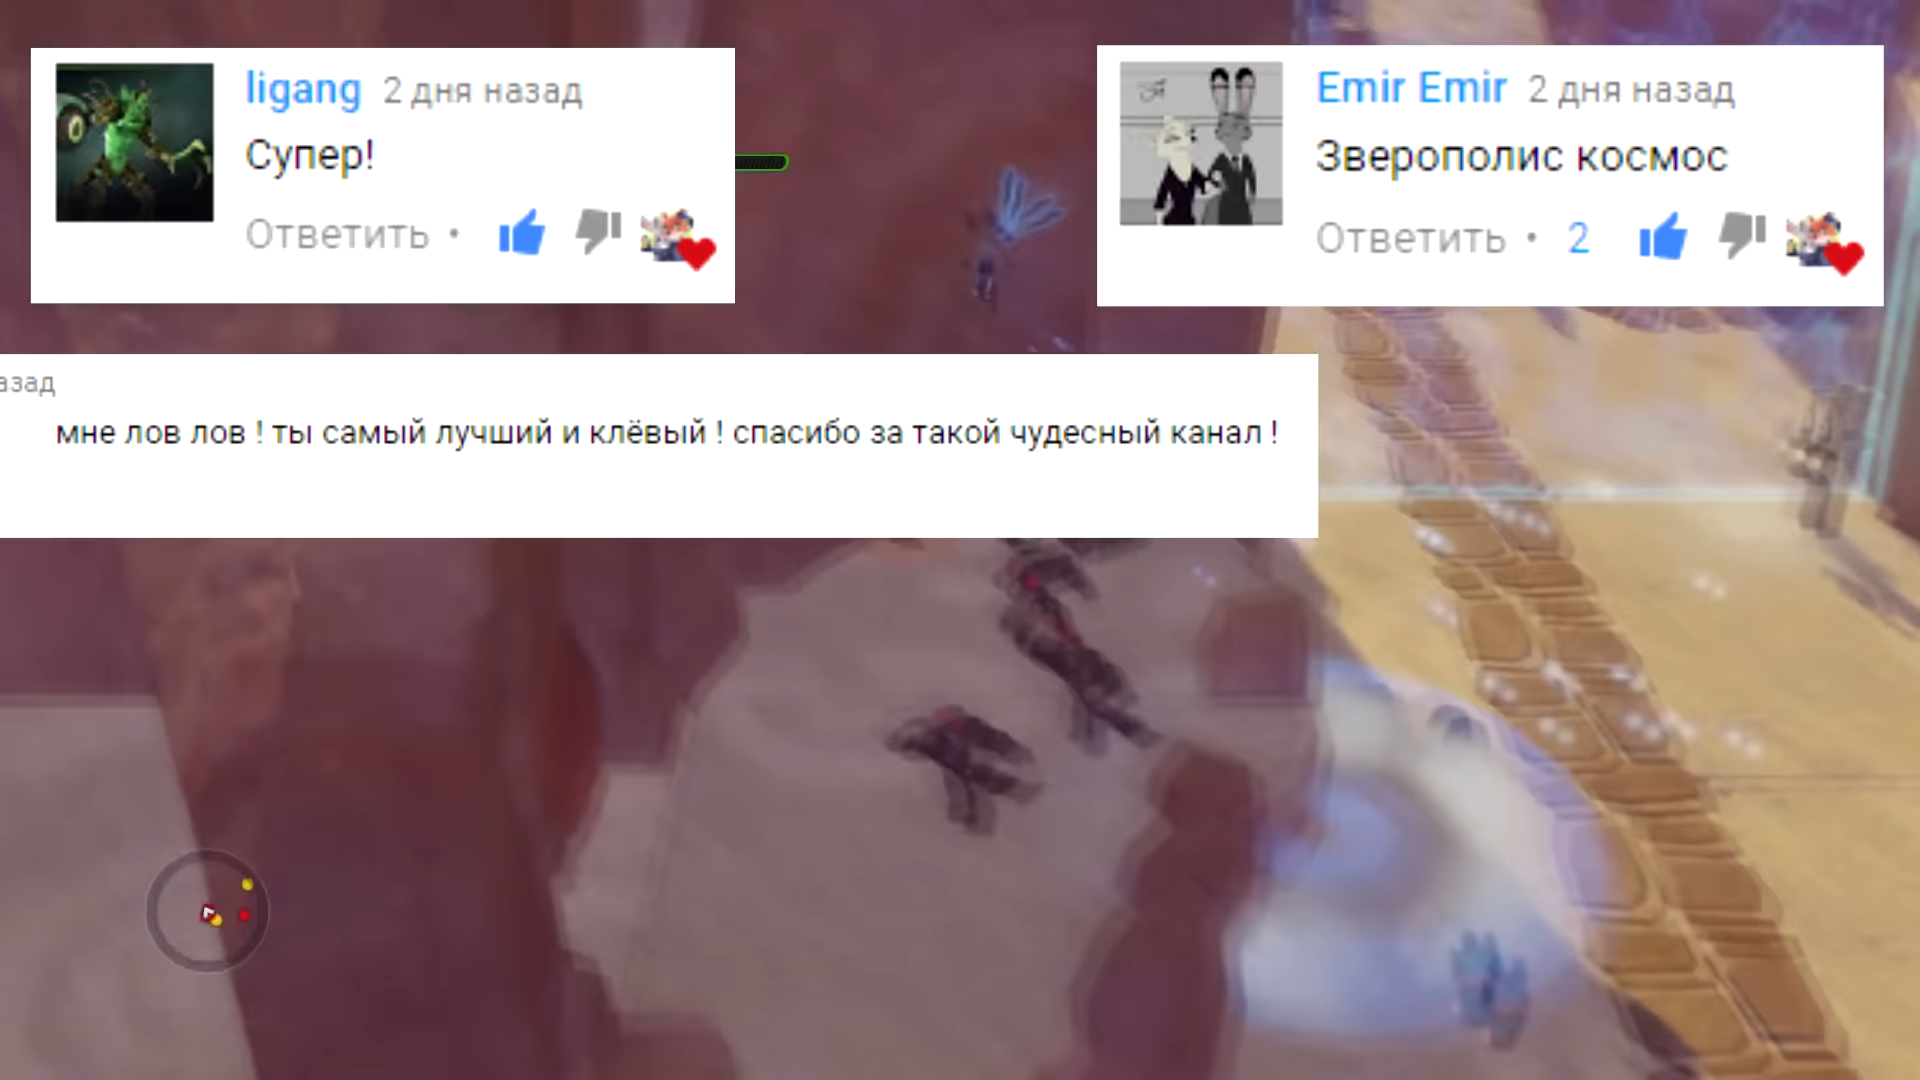 ligang 2 дня назад
Супер!
Ответить •
Emir Emir 2 дня назад
Зверополис космос
Ответить • 2
азад
мне лов лов ! ты самый лучший и клёвый ! спасибо за такой чудесный канал !